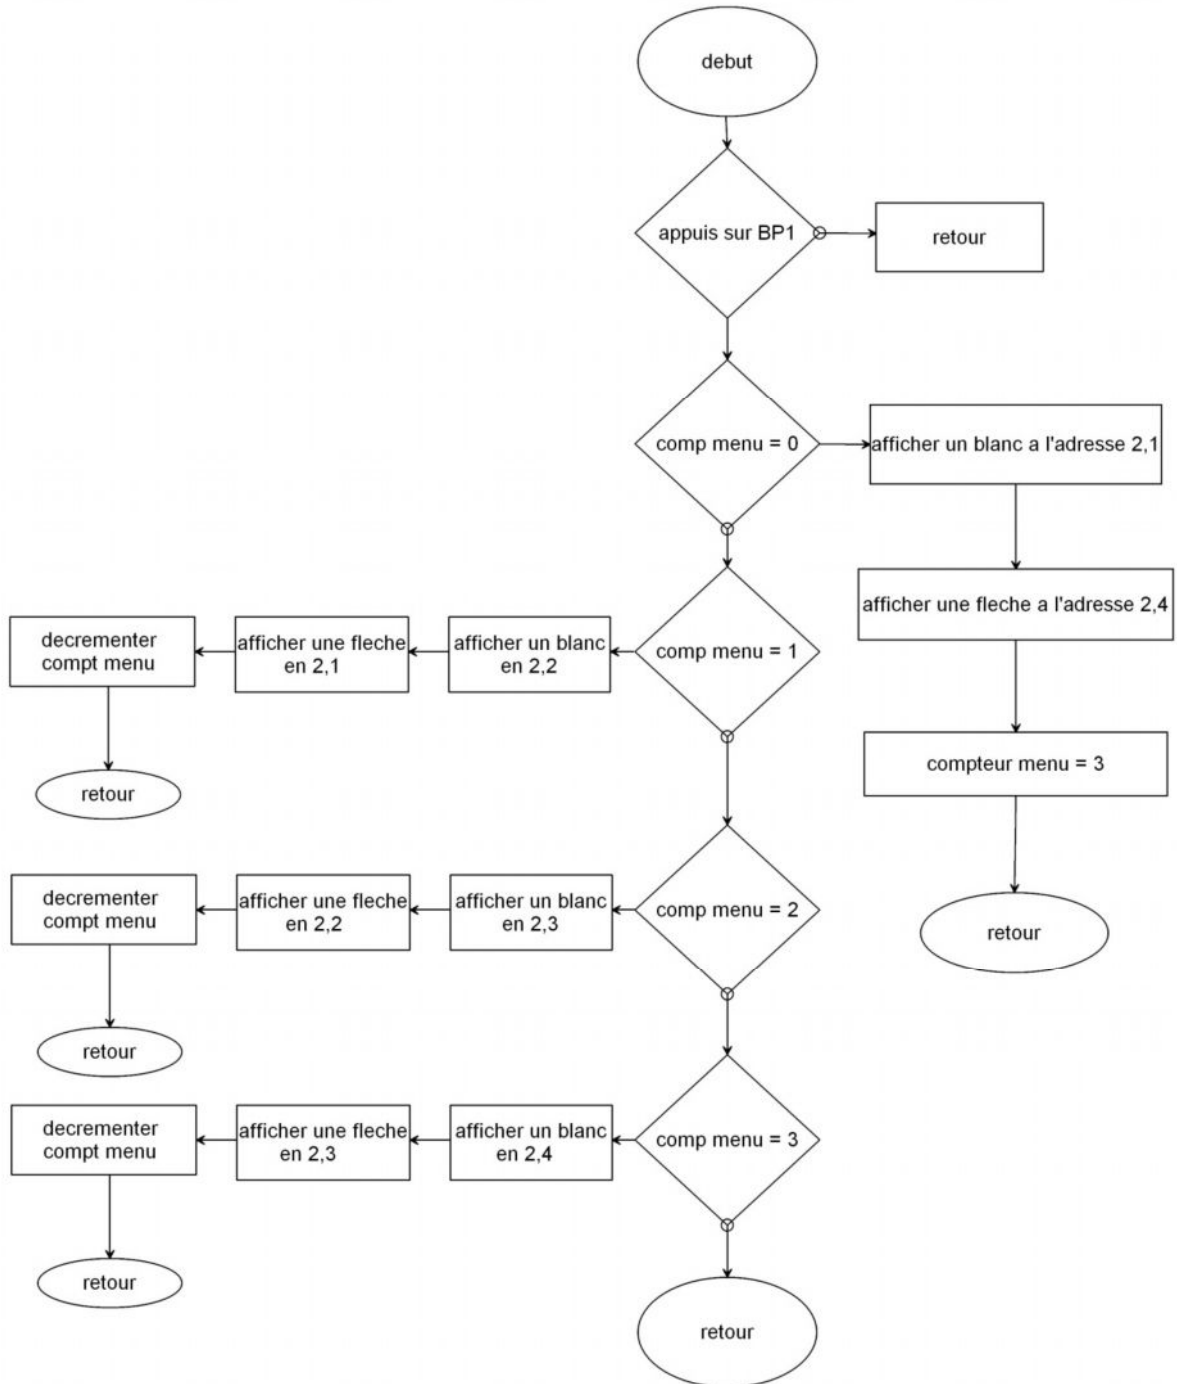 debut
appuis sur BP1
retour
comp menu = 0
afficher un blanc a l'adresse 2,1
afficher une fleche a l'adresse 2,4
compteur menu = 3
retour
comp menu = 1
afficher un blanc
en 2,2
afficher une fleche
en 2,1
decrementer
compt menu
retour
comp menu = 2
afficher un blanc
en 2,3
afficher une fleche
en 2,2
decrementer
compt menu
retour
comp menu = 3
afficher un blanc
en 2,4
afficher une fleche
en 2,3
decrementer
compt menu
retour
retour